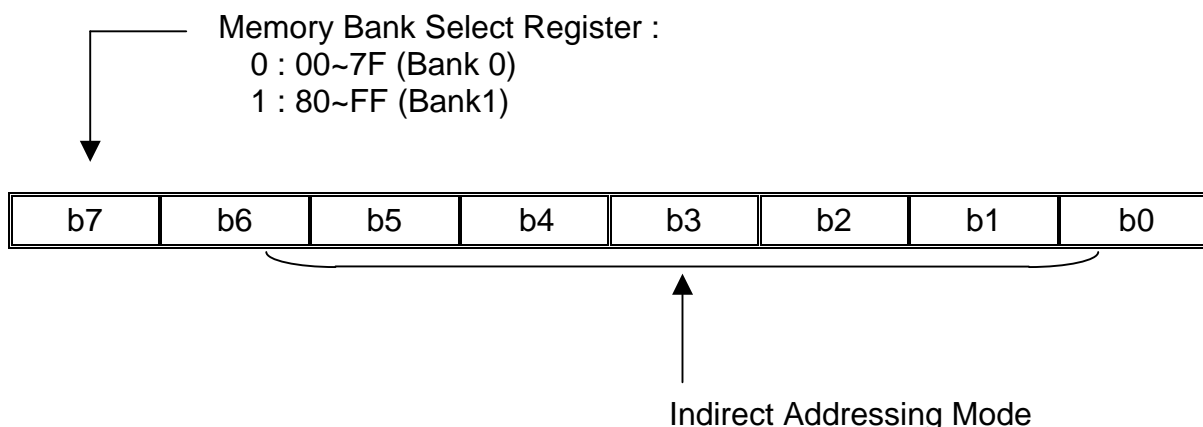 Memory Bank Select Register :
0 : 00~7F (Bank 0)
1 : 80~FF (Bank1)
b7 b6 b5 b4 b3 b2 b1 b0
Indirect Addressing Mode